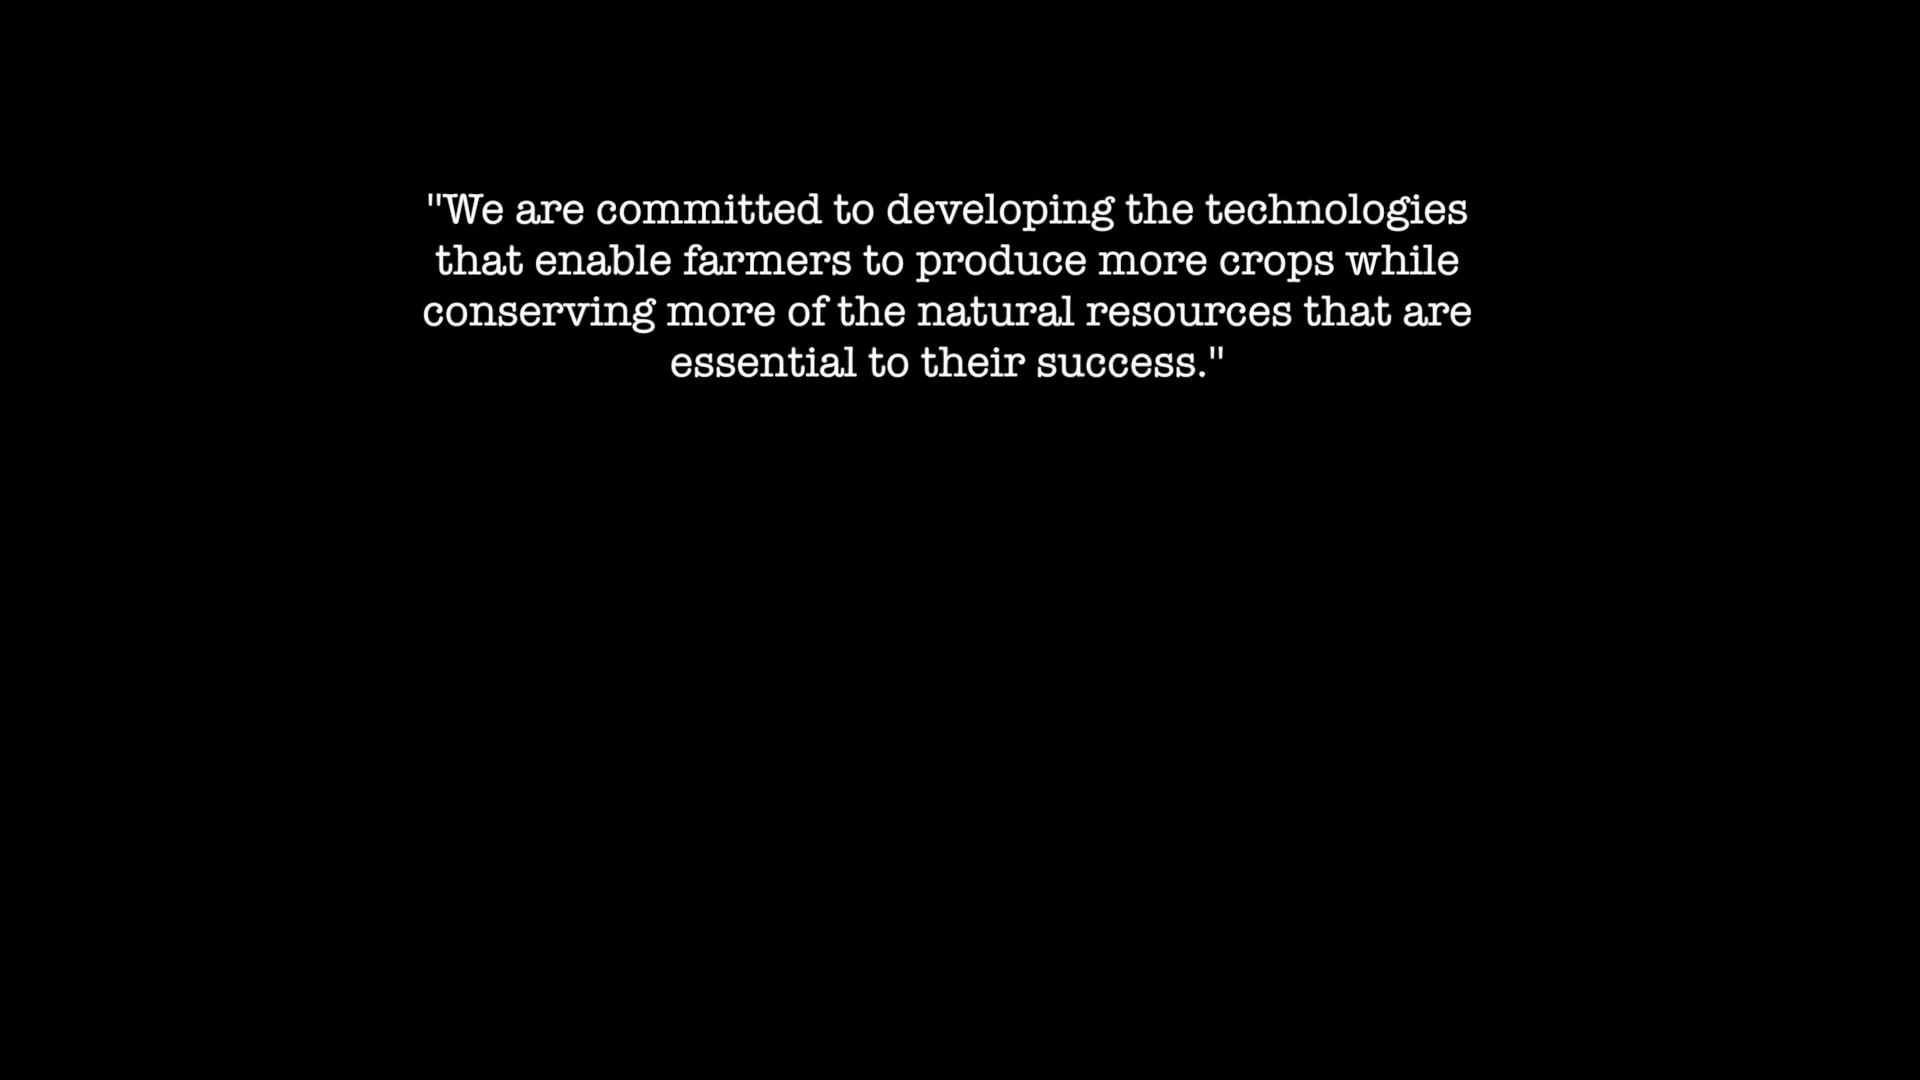 "We are committed to developing the technologies
that enable farmers to produce more crops while
conserving more of the natural resources that are
essential to their success."